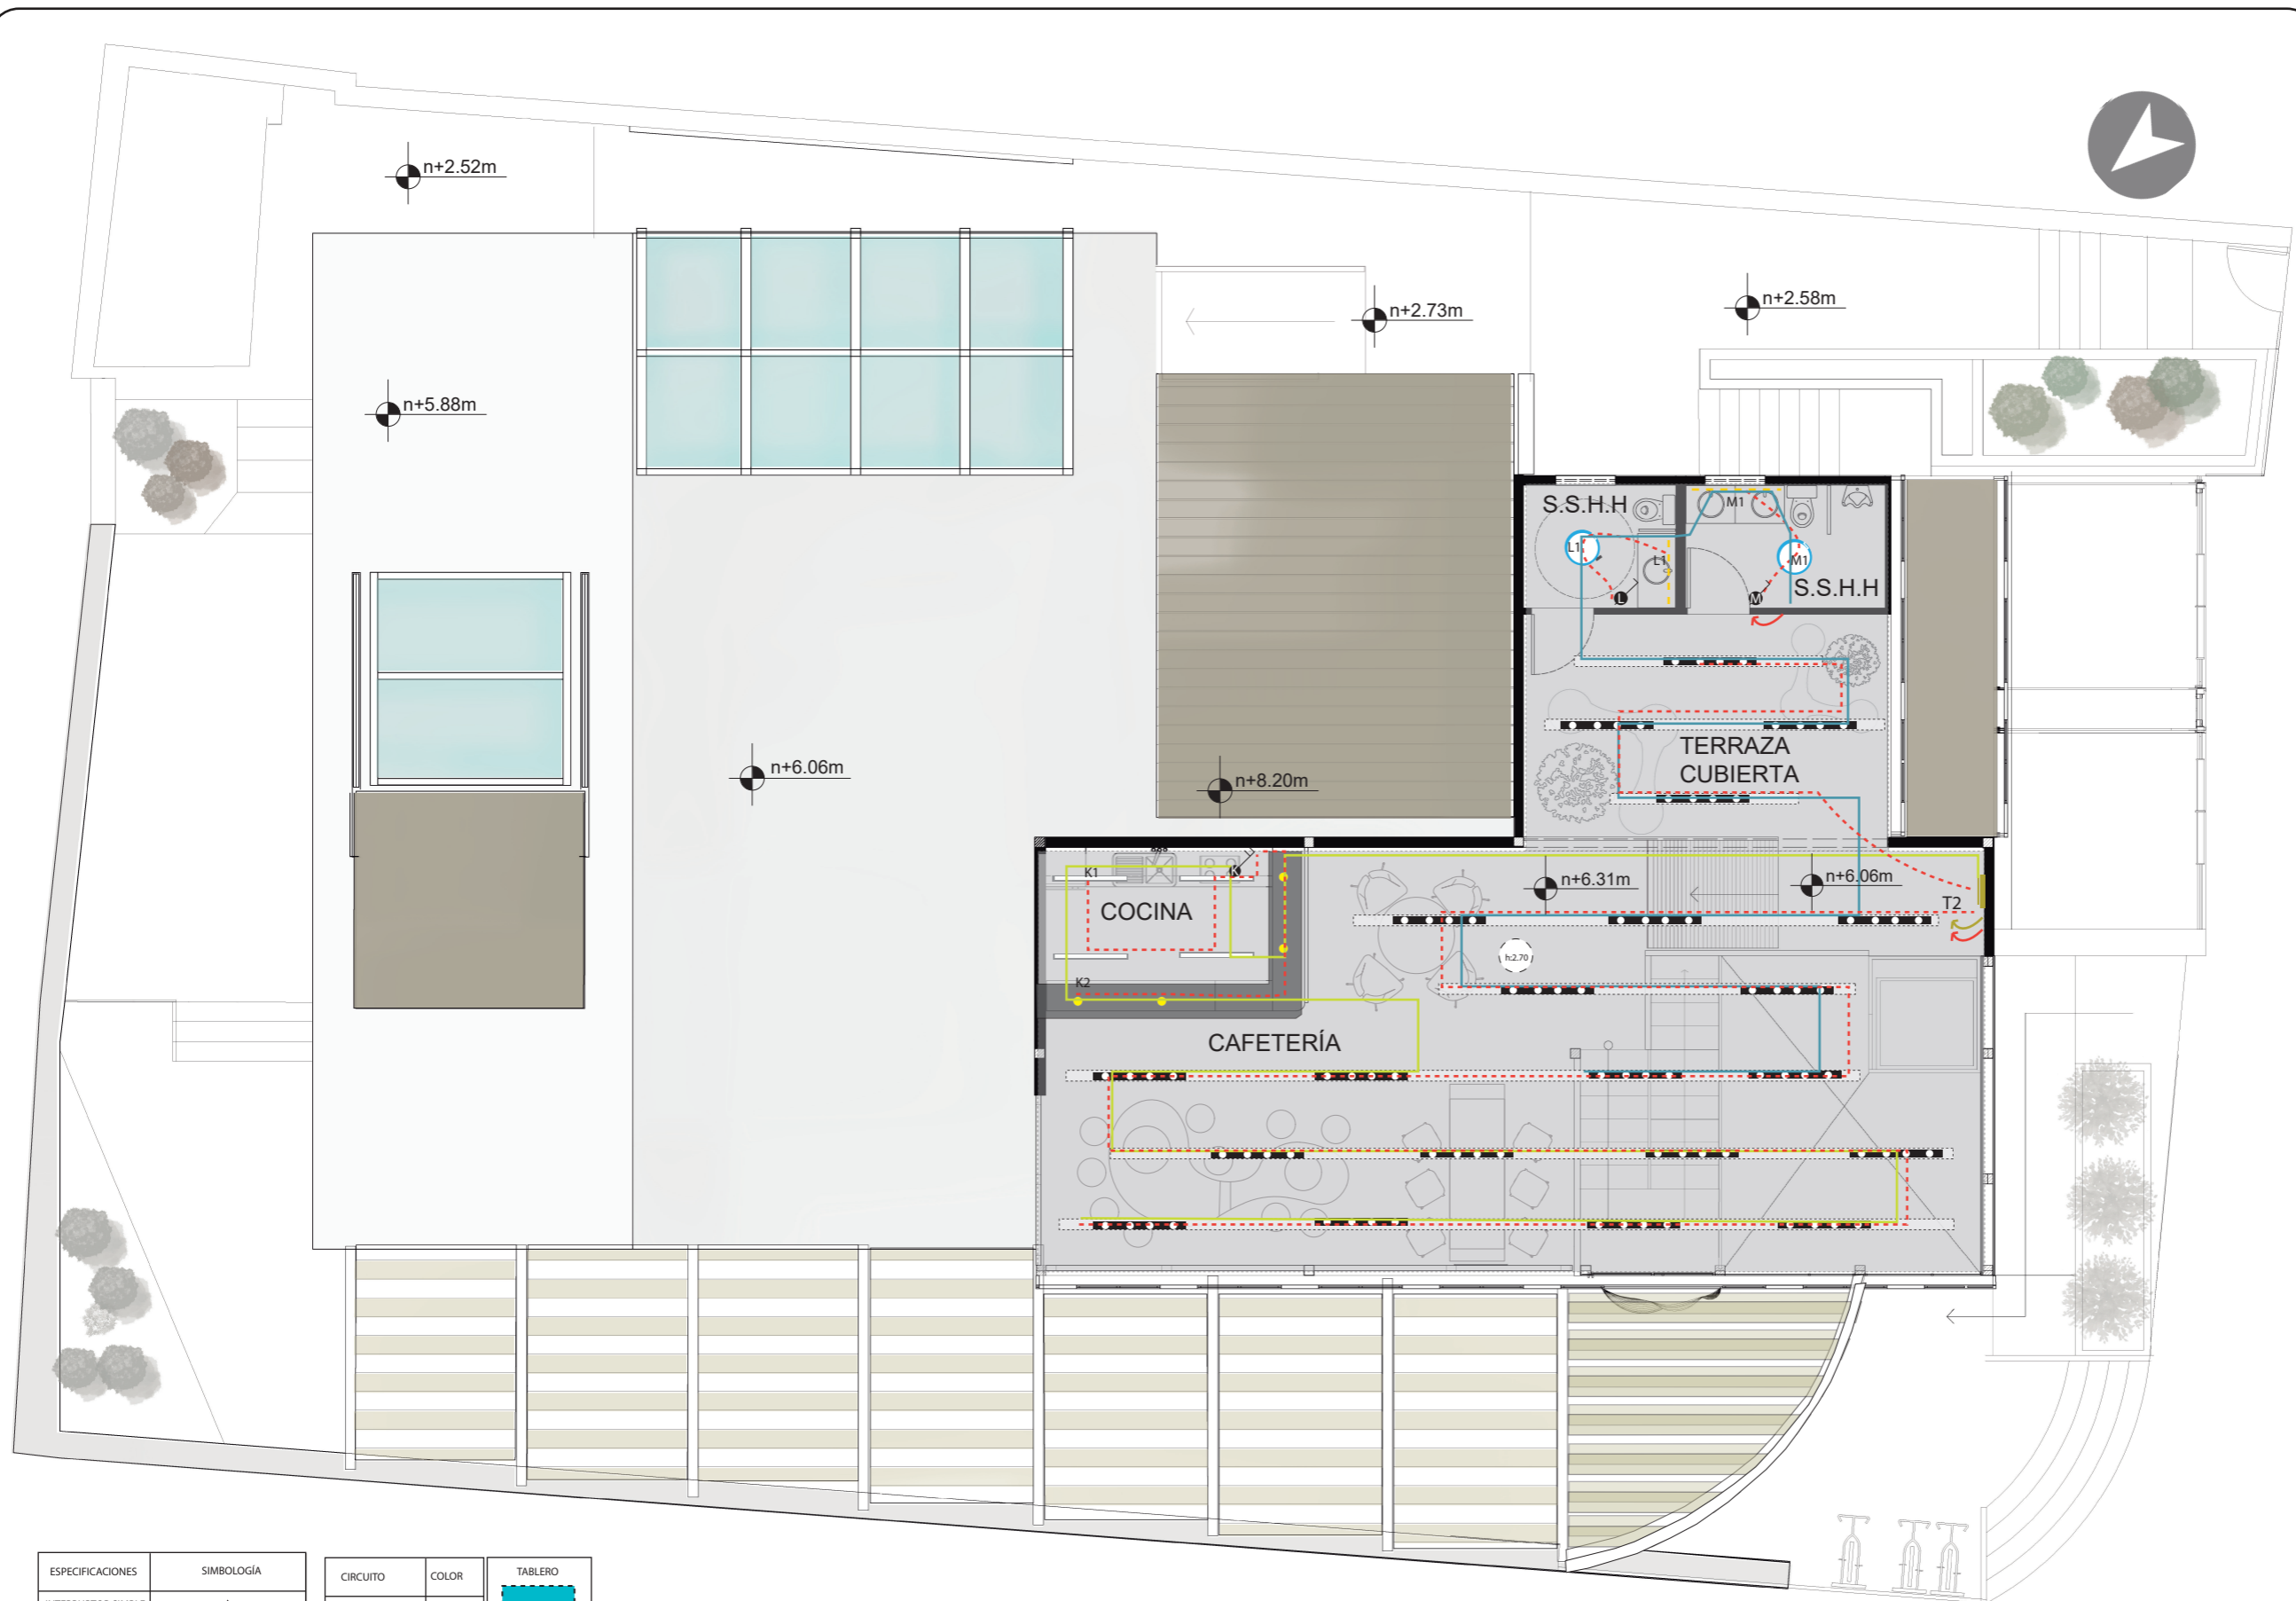 n+2.52m
n+2.58m
n+2.73m
n+5.88m
S.S.H.H
M1
L1
L1
M1
S.S.H.H
L
M
TERRAZA
CUBIERTA
n+6.06m
n+8.20m
K1
K
n+6.31m
n+6.06m
T2
COCINA
h:2.70
K2
CAFETERÍA
ESPECIFICACIONES
SIMBOLOGÍA
CIRCUITO
COLOR
TABLERO